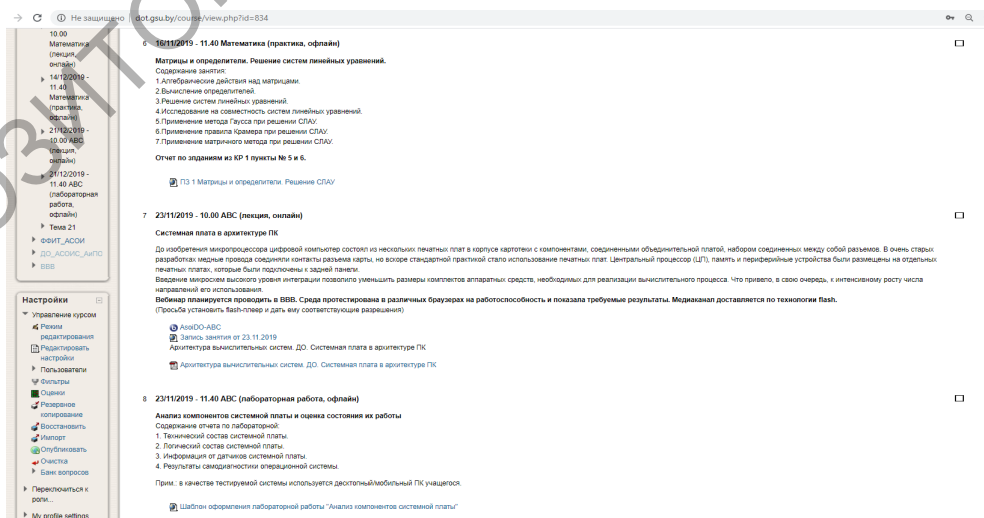 Не защищено | dot.gsu.by/course/view.php?id=834
10.00
Математика
(лекция,
онлайн)
14/12/2019 -
11.40
Математика
(практика,
офлайн)
21/12/2019 -
10.00 АВС
(лекция,
онлайн)
21/12/2019 -
11.40 АВС
(лабораторная
работа,
офлайн)
Тема 21
ФФИТ_АСОИ
ДО_АССИС_АиПС
ВВВ
Настройки
Управление курсом
Режим
редактирования
Редактировать
настройки
Пользователи
Фильтры
Оценки
Резервное
копирование
Восстановить
Импорт
Опубликовать
Очистка
Банк вопросов
Переключиться к
роли...
My profile settings
6 16/11/2019 - 11.40 Математика (практика, офлайн)
Матрицы и определители. Решение систем линейных уравнений.
Содержание занятия:
1.Алгебраические действия над матрицами.
2.Вычисление определителей.
3.Решение систем линейных уравнений.
4.Исследование на совместность систем линейных уравнений.
5.Применение метода Гаусса при решении СЛАУ.
6.Применение правила Крамера при решении СЛАУ.
7.Применение матричного метода при решении СЛАУ.
Отчет по зпданиям из КР 1 пункты № 5 и 6.
ПЗ 1 Матрицы и определители. Решение СЛАУ
7 23/11/2019 - 10.00 АВС (лекция, онлайн)
Системная плата в архитектуре ПК
До изобретения микропроцессора цифровой компьютер состоял из нескольких печатных плат в корпусе картотеки с компонентами, соединенными объединительной платой, набором соединенных между собой разъемов. В очень старых
разработках медные провода соединяли контакты разъема карты, но вскоре стандартной практикой стало использование печатных плат. Центральный процессор (ЦП), память и периферийные устройства были размещены на отдельных
печатных платах, которые были подключены к задней панели.
Введение микросхем высокого уровня интеграции позволило уменьшить размеры комплектов аппаратных средств, необходимых для реализации вычислительного процесса. Что привело, в свою очередь, к интенсивному росту числа
направлений его использования.
Вебинар планируется проводить в ВВВ. Среда протестирована в различных браузерах на работоспособность и показала требуемые результаты. Медиаканал доставляется по технологии flash.
(Просьба установить flash-плеер и дать ему соответствующие разрешения)
AsoiDO-ABC
Запись занятия от 23.11.2019
Архитектура вычислительных систем. ДО. Системная плата в архитектуре ПК
Архитектура вычислительных систем. ДО. Системная плата в архитектуре ПК
8 23/11/2019 - 11.40 АВС (лабораторная работа, офлайн)
Анализ компонентов системной платы и оценка состояния их работы
Содержание отчета по лабораторной:
1. Технический состав системной платы.
2. Логический состав системной платы.
3. Информация от датчиков системной платы.
4. Результаты самодиагностики операционной системы.
Прим.: в качестве тестируемой системы используется десктопный/мобильный ПК учащегося.
Шаблон оформления лабораторной работы "Анализ компонентов системной платы"